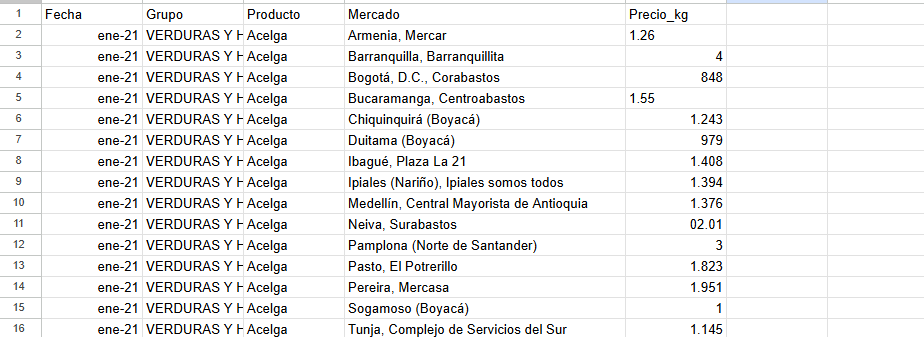 1 Fecha Grupo Producto Mercado Precio_kg
2 ene-21 VERDURAS Y H Acelga Armenia, Mercar 1.26
3 ene-21 VERDURAS Y H Acelga Barranquilla, Barranquillita 4
4 ene-21 VERDURAS Y H Acelga Bogotá, D.C., Corabastos 848
5 ene-21 VERDURAS Y H Acelga Bucaramanga, Centroabastos 1.55
6 ene-21 VERDURAS Y H Acelga Chiquinquirá (Boyacá) 1.243
7 ene-21 VERDURAS Y H Acelga Duitama (Boyacá) 979
8 ene-21 VERDURAS Y H Acelga Ibagué, Plaza La 21 1.408
9 ene-21 VERDURAS Y H Acelga Ipiales (Nariño), Ipiales somos todos 1.394
10 ene-21 VERDURAS Y H Acelga Medellín, Central Mayorista de Antioquia 1.376
11 ene-21 VERDURAS Y H Acelga Neiva, Surabastos 02.01
12 ene-21 VERDURAS Y H Acelga Pamplona (Norte de Santander) 3
13 ene-21 VERDURAS Y H Acelga Pasto, El Potrerillo 1.823
14 ene-21 VERDURAS Y H Acelga Pereira, Mercasa 1.951
15 ene-21 VERDURAS Y H Acelga Sogamoso (Boyacá) 1
16 ene-21 VERDURAS Y H Acelga Tunja, Complejo de Servicios del Sur 1.145